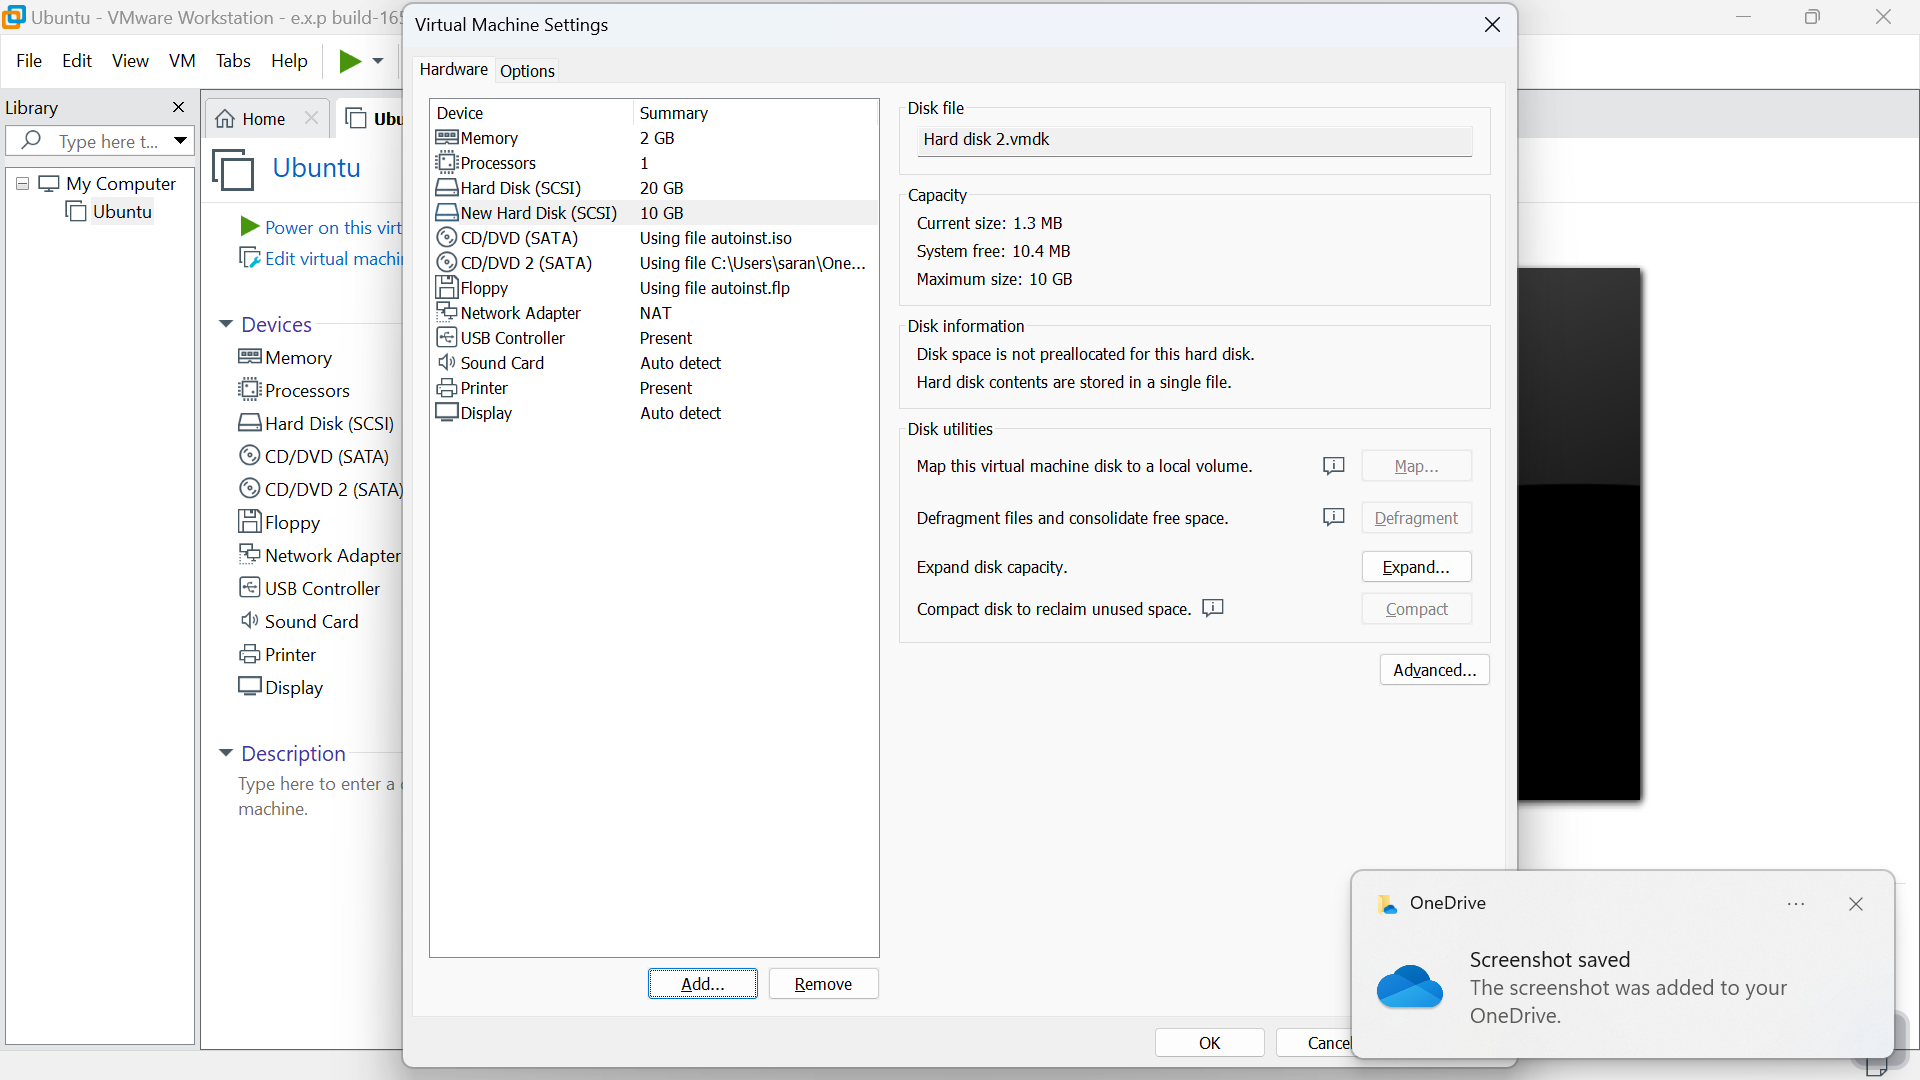 Ubuntu - VMware Workstation - e.x.p build-165
File Edit View VM Tabs Help
Library
Type here t...
My Computer
Ubuntu
Home
Ubu
Ubuntu
Power on this virt
Edit virtual machi
Devices
Memory
Processors
Hard Disk (SCSI)
CD/DVD (SATA)
CD/DVD 2 (SATA)
Floppy
Network Adapter
USB Controller
Sound Card
Printer
Display
Description
Type here to enter a
machine.
Virtual Machine Settings
Hardware Options
Device Summary
Memory 2 GB
Processors 1
Hard Disk (SCSI) 20 GB
New Hard Disk (SCSI) 10 GB
CD/DVD (SATA) Using file autoinst.iso
CD/DVD 2 (SATA) Using file C:\Users\saran\One...
Floppy Using file autoinst.flp
Network Adapter NAT
USB Controller Present
Sound Card Auto detect
Printer Present
Display Auto detect
Add... Remove
Disk file
Hard disk 2.vmdk
Capacity
Current size: 1.3 MB
System free: 10.4 MB
Maximum size: 10 GB
Disk information
Disk space is not preallocated for this hard disk.
Hard disk contents are stored in a single file.
Disk utilities
Map this virtual machine disk to a local volume. Map...
Defragment files and consolidate free space. Defragment
Expand disk capacity. Expand...
Compact disk to reclaim unused space. Compact
Advanced...
OK Cancel
OneDrive
Screenshot saved
The screenshot was added to your
OneDrive.